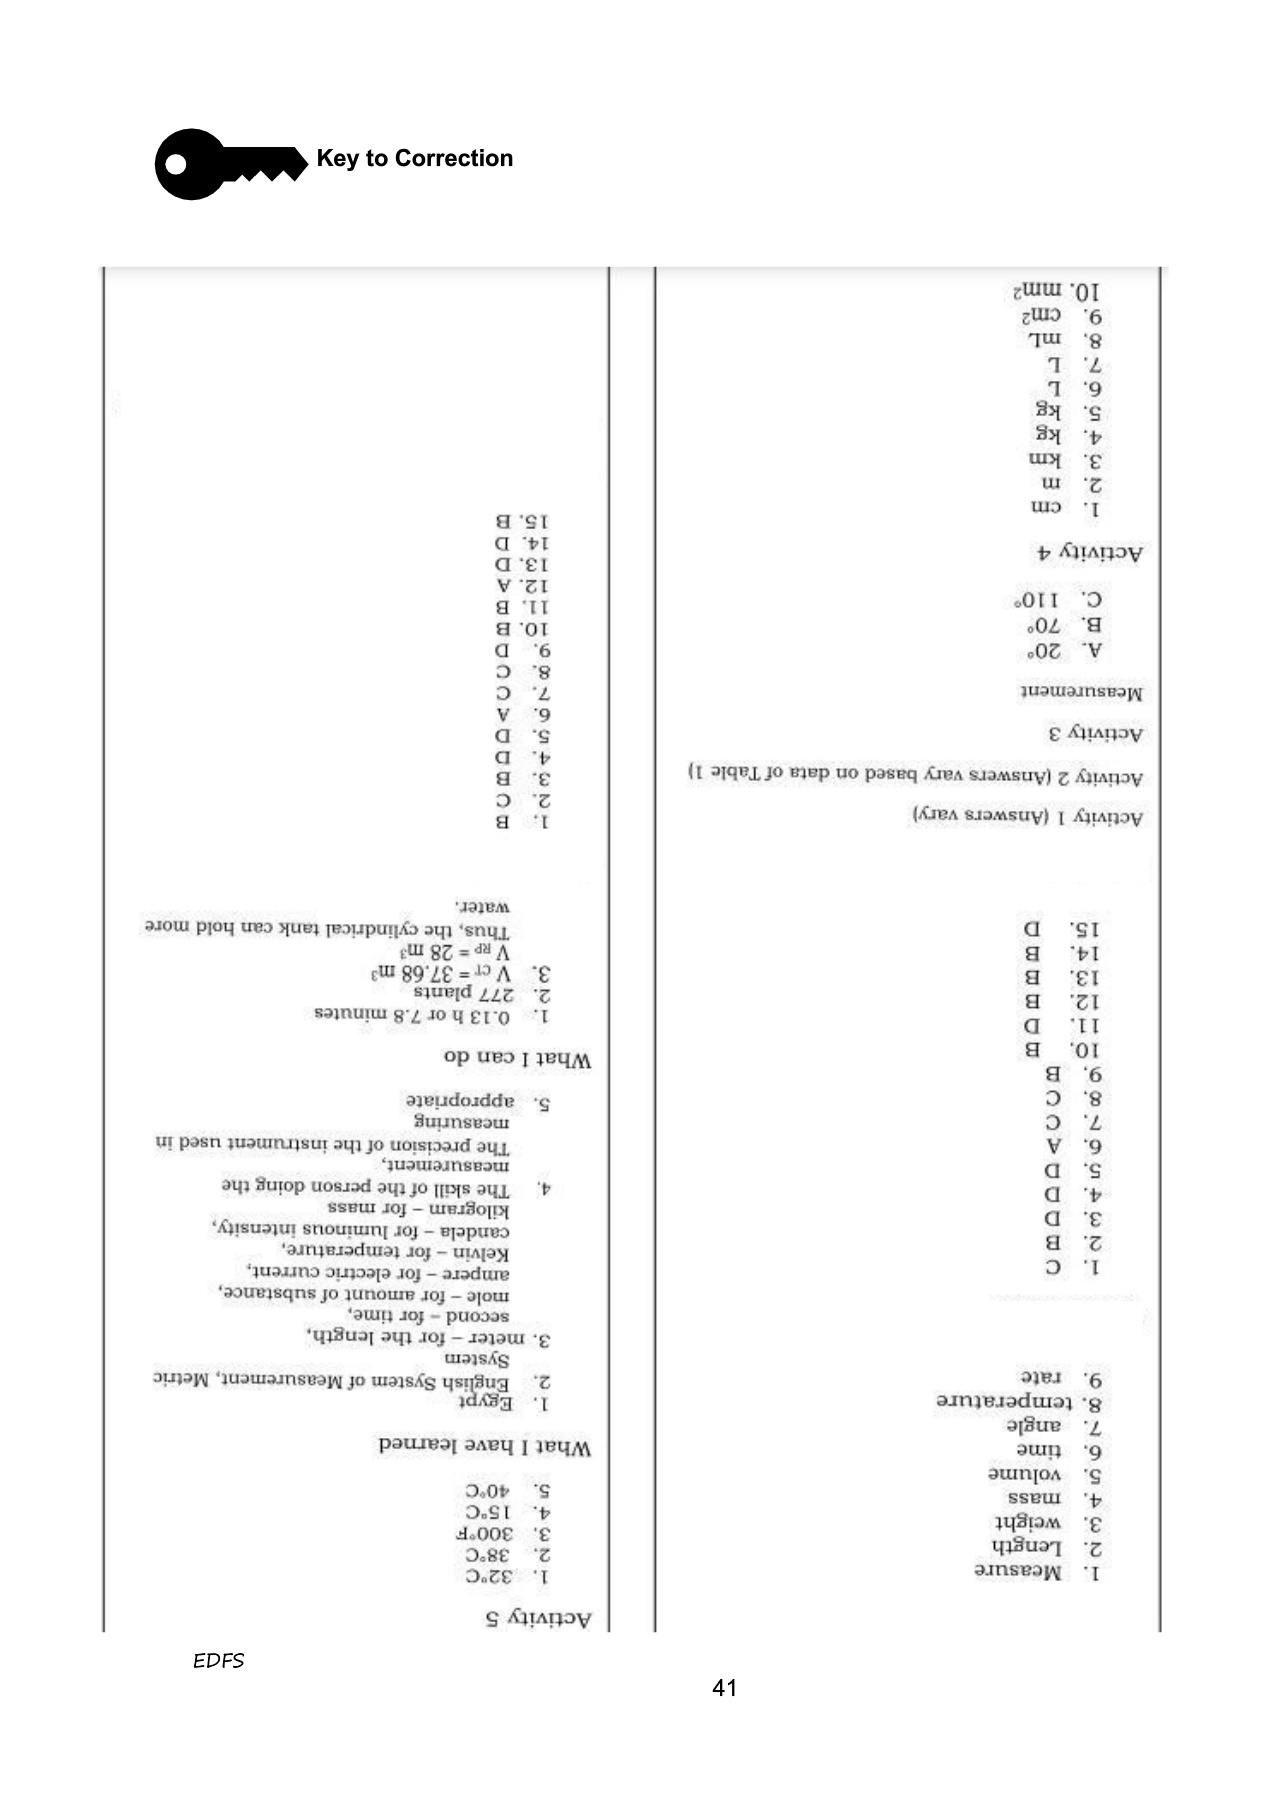 Key to Correction
1. Measure
2. Length
3. weight
4. mass
5. volume
6. time
7. angle
8. temperature
9. rate
1. C
2. B
3. D
4. D
5. D
6. A
7. C
8. C
9. B
10. B
11. D
12. B
13. B
14. B
15. D
Activity 1 (Answers vary)
Activity 2 (Answers vary based on data of Table 1)
Activity 3
Measurement
A. 20°
B. 70°
C. 110°
Activity 4
1. cm
2. m
3. km
4. kg
5. kg
6. L
7. L
8. mL
9. cm²
10. mm²
Activity 5
1. 32°C
2. 38°C
3. 300°F
4. 15°C
5. 40°C
What I have learned
1. Egypt
2. English System of Measurement, Metric
System
3. meter – for the length,
second – for time,
mole – for amount of substance,
ampere – for electric current,
Kelvin – for temperature,
candela – for luminous intensity,
kilogram – for mass
4. The skill of the person doing the
measurement,
The precision of the instrument used in
measuring
5. appropriate
What I can do
1. 0.13 h or 7.8 minutes
2. 277 plants
3. V CT = 37.68 m³
V RP = 28 m³
Thus, the cylindrical tank can hold more
water.
1. B
2. C
3. B
4. D
5. D
6. A
7. C
8. C
9. D
10. B
11. B
12. A
13. D
14. D
15. B
EDFS
41